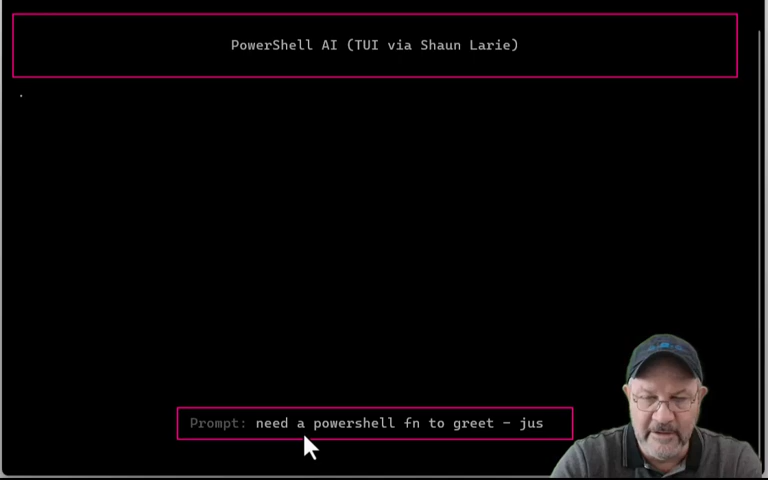 PowerShell AI (TUI via Shaun Larie)
.
Prompt: need a powershell fn to greet - jus